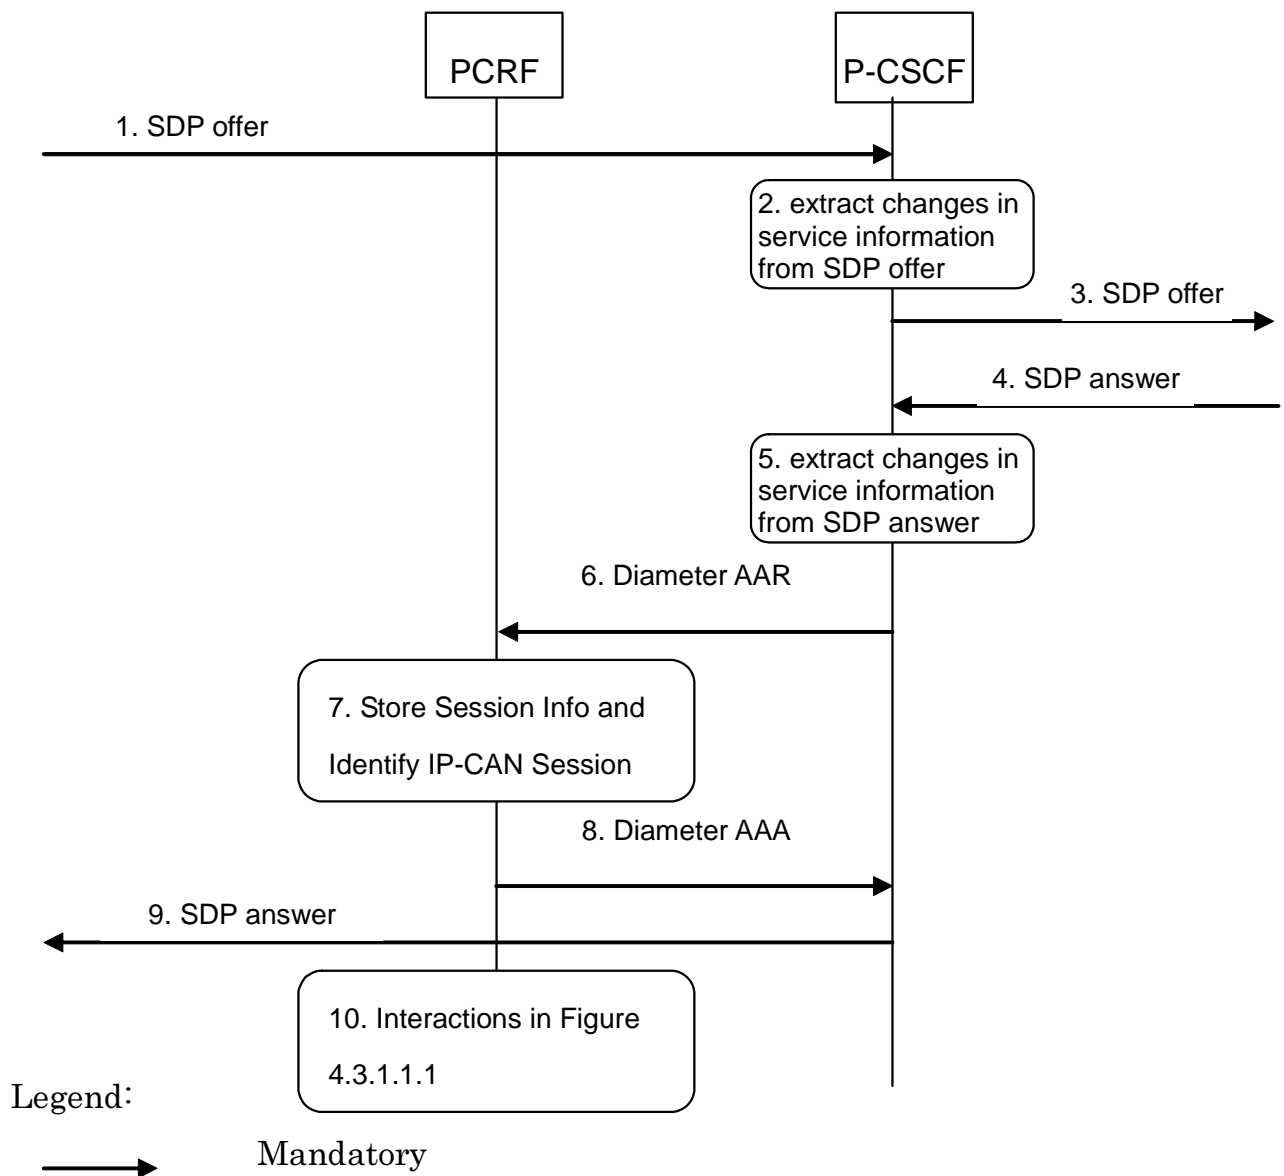 PCRF
P-CSCF
1. SDP offer
2. extract changes in
service information
from SDP offer
3. SDP offer
4. SDP answer
5. extract changes in
service information
from SDP answer
6. Diameter AAR
7. Store Session Info and
Identify IP-CAN Session
8. Diameter AAA
9. SDP answer
10. Interactions in Figure
4.3.1.1.1
Legend:
Mandatory